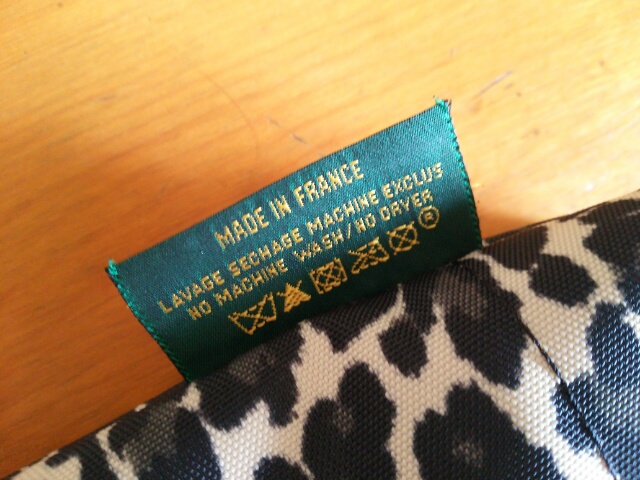 MADE IN FRANCE
LAVAGE SECHAGE MACHINE EXCLUS
NO MACHINE WASH/NO DRYER
®